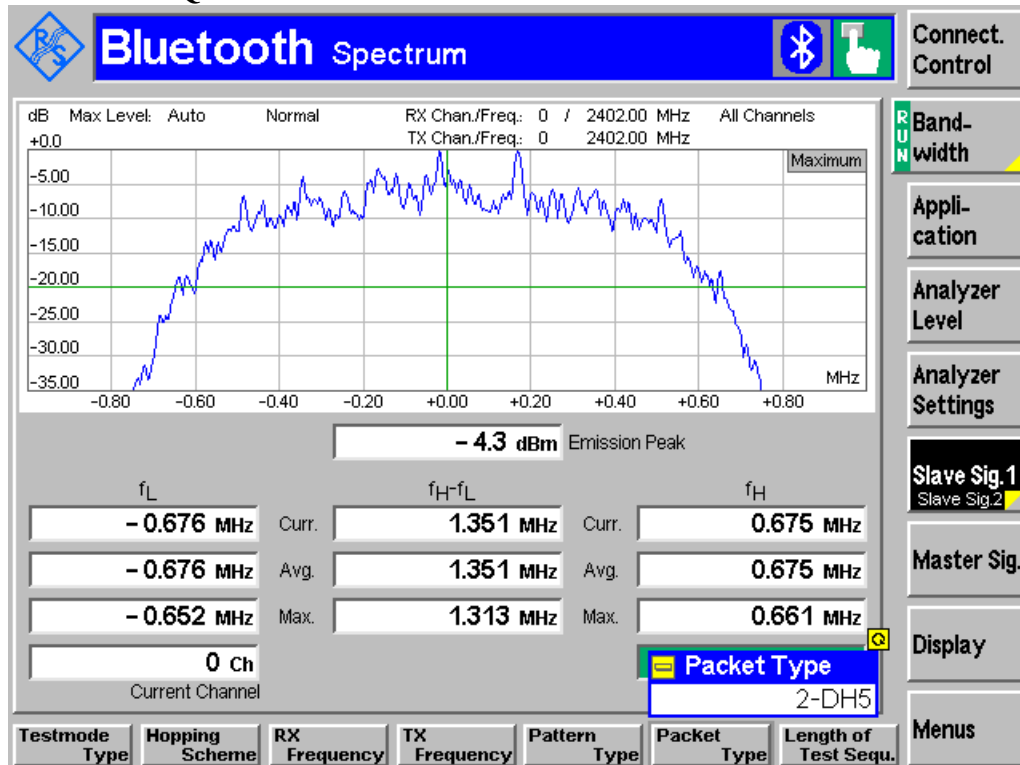 R&S
Bluetooth Spectrum
Connect. Control
dB Max Level: Auto Normal RX Chan./Freq.: 0 / 2402.00 MHz All Channels
+0.0 TX Chan./Freq.: 0 2402.00 MHz
Maximum
-5.00
-10.00
-15.00
-20.00
-25.00
-30.00
-35.00
MHz
-0.80 -0.60 -0.40 -0.20 +0.00 +0.20 +0.40 +0.60 +0.80
- 4.3 dBm Emission Peak
fL fH-fL fH
- 0.676 MHz Curr. 1.351 MHz Curr. 0.675 MHz
- 0.676 MHz Avg. 1.351 MHz Avg. 0.675 MHz
- 0.652 MHz Max. 1.313 MHz Max. 0.661 MHz
0 Ch
Current Channel
Q
Packet Type
2-DH5
RUN
Band-
width
Appli-
cation
Analyzer
Level
Analyzer
Settings
Slave Sig.1
Slave Sig.2
Master Sig.
Display
Menus
Testmode Type
Hopping Scheme
RX Frequency
TX Frequency
Pattern Type
Packet Type
Length of Test Sequ.